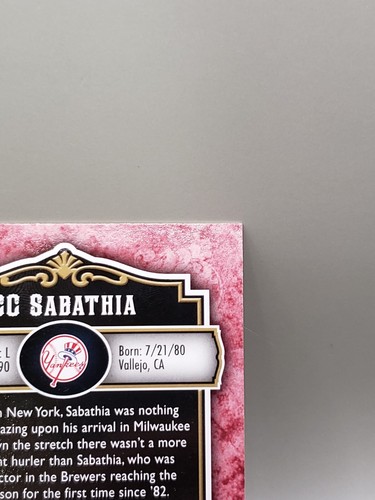 CC SABATHIA
: L
Born: 7/21/80
90
Vallejo, CA
Yankees
n New York, Sabathia was nothing
azing upon his arrival in Milwaukee
wn the stretch there wasn't a more
nt hurler than Sabathia, who was
ctor in the Brewers reaching the
son for the first time since '82.